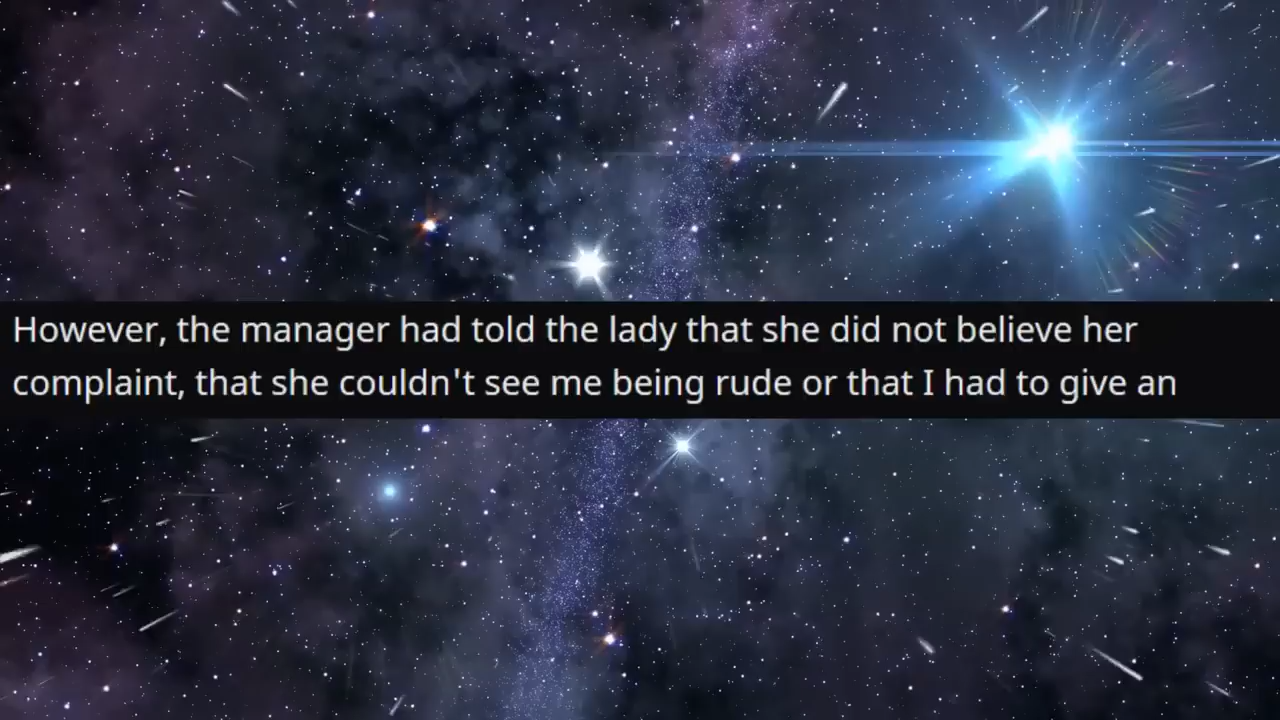 However, the manager had told the lady that she did not believe her
complaint, that she couldn't see me being rude or that I had to give an